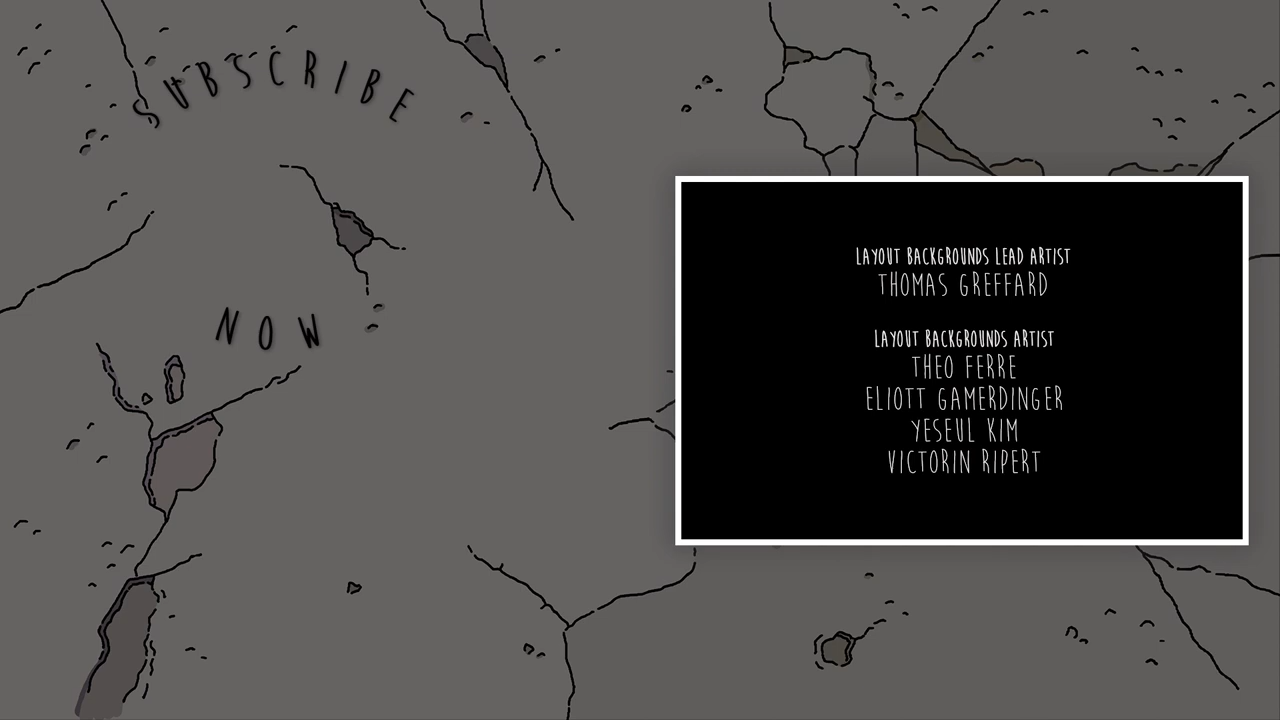 SUBSCRIBE
NOW
LAYOUT BACKGROUNDS LEAD ARTIST
THOMAS GREFFARD
LAYOUT BACKGROUNDS ARTIST
THEO FERRE
ELIOTT GAMERDINGER
YESEUL KIM
VICTORIN RIPERT